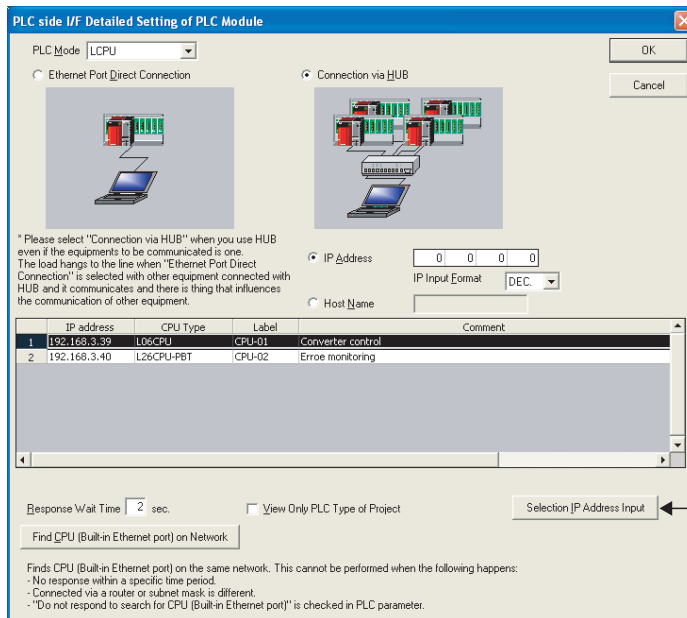 PLC side I/F Detailed Setting of PLC Module
PLC Mode LCPU
OK
Ethernet Port Direct Connection
Connection via HUB
Cancel
* Please select "Connection via HUB" when you use HUB
even if the equipments to be communicated is one.
The load hangs to the line when "Ethernet Port Direct
Connection" is selected with other equipment connected with
HUB and it communicates and there is thing that influences
the communication of other equipment.
IP Address 0 0 0 0
IP Input Format DEC.
Host Name
IP address CPU Type Label Comment
1 192.168.3.39 L06CPU CPU-01 Converter control
2 192.168.3.40 L26CPU-PBT CPU-02 Erroe monitoring
Response Wait Time 2 sec.
View Only PLC Type of Project
Selection IP Address Input
Find CPU (Built-in Ethernet port) on Network
Finds CPU (Built-in Ethernet port) on the same network. This cannot be performed when the following happens:
- No response within a specific time period.
- Connected via a router or subnet mask is different.
- "Do not respond to search for CPU (Built-in Ethernet port)" is checked in PLC parameter.